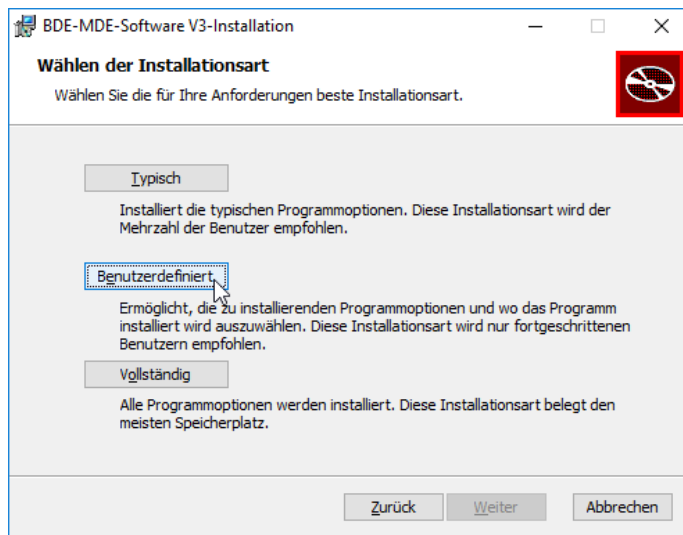 BDE-MDE-Software V3-Installation
Wählen der Installationsart
Wählen Sie die für Ihre Anforderungen beste Installationsart.
Typisch
Installiert die typischen Programmoptionen. Diese Installationsart wird der
Mehrzahl der Benutzer empfohlen.
Benutzerdefiniert
Ermöglicht, die zu installierenden Programmoptionen und wo das Programm
installiert wird auszuwählen. Diese Installationsart wird nur fortgeschrittenen
Benutzern empfohlen.
Vollständig
Alle Programmoptionen werden installiert. Diese Installationsart belegt den
meisten Speicherplatz.
Zurück Weiter Abbrechen